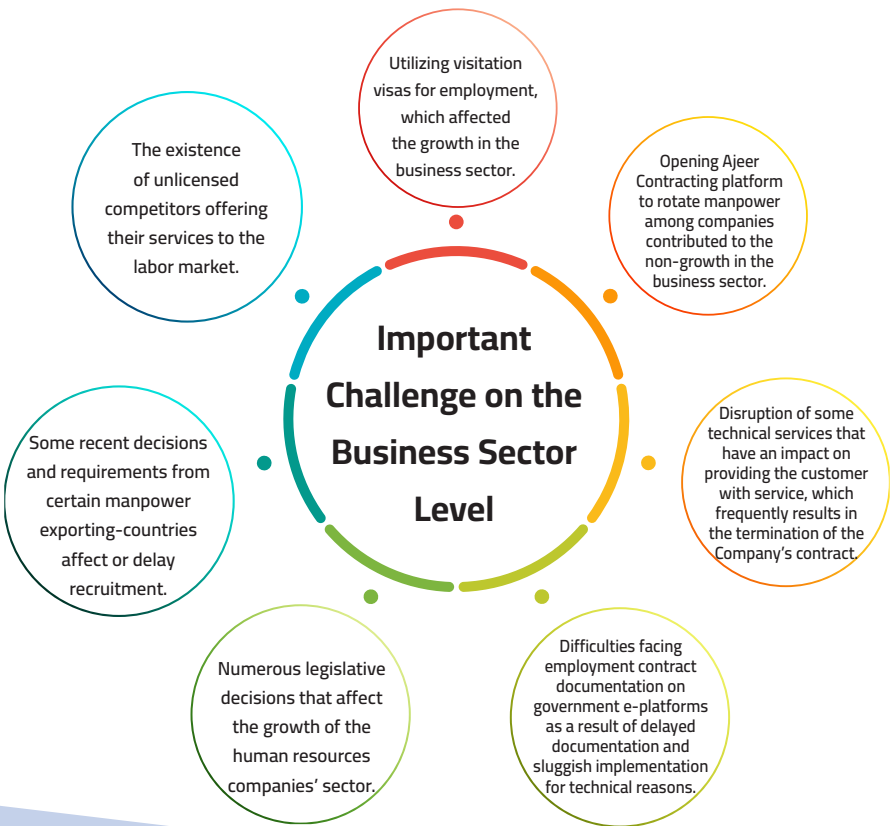 Utilizing visitation
visas for employment,
which affected
the growth in the
business sector.
Opening Ajeer
Contracting platform
to rotate manpower
among companies
contributed to the
non-growth in the
business sector.
Disruption of some
technical services that
have an impact on
providing the customer
with service, which
frequently results in
the termination of the
Company's contract.
Difficulties facing
employment contract
documentation on
government e-platforms
as a result of delayed
documentation and
sluggish implementation
for technical reasons.
Numerous legislative
decisions that affect
the growth of the
human resources
companies' sector.
Some recent decisions
and requirements from
certain manpower
exporting-countries
affect or delay
recruitment.
The existence
of unlicensed
competitors offering
their services to the
labor market.
Important
Challenge on the
Business Sector
Level